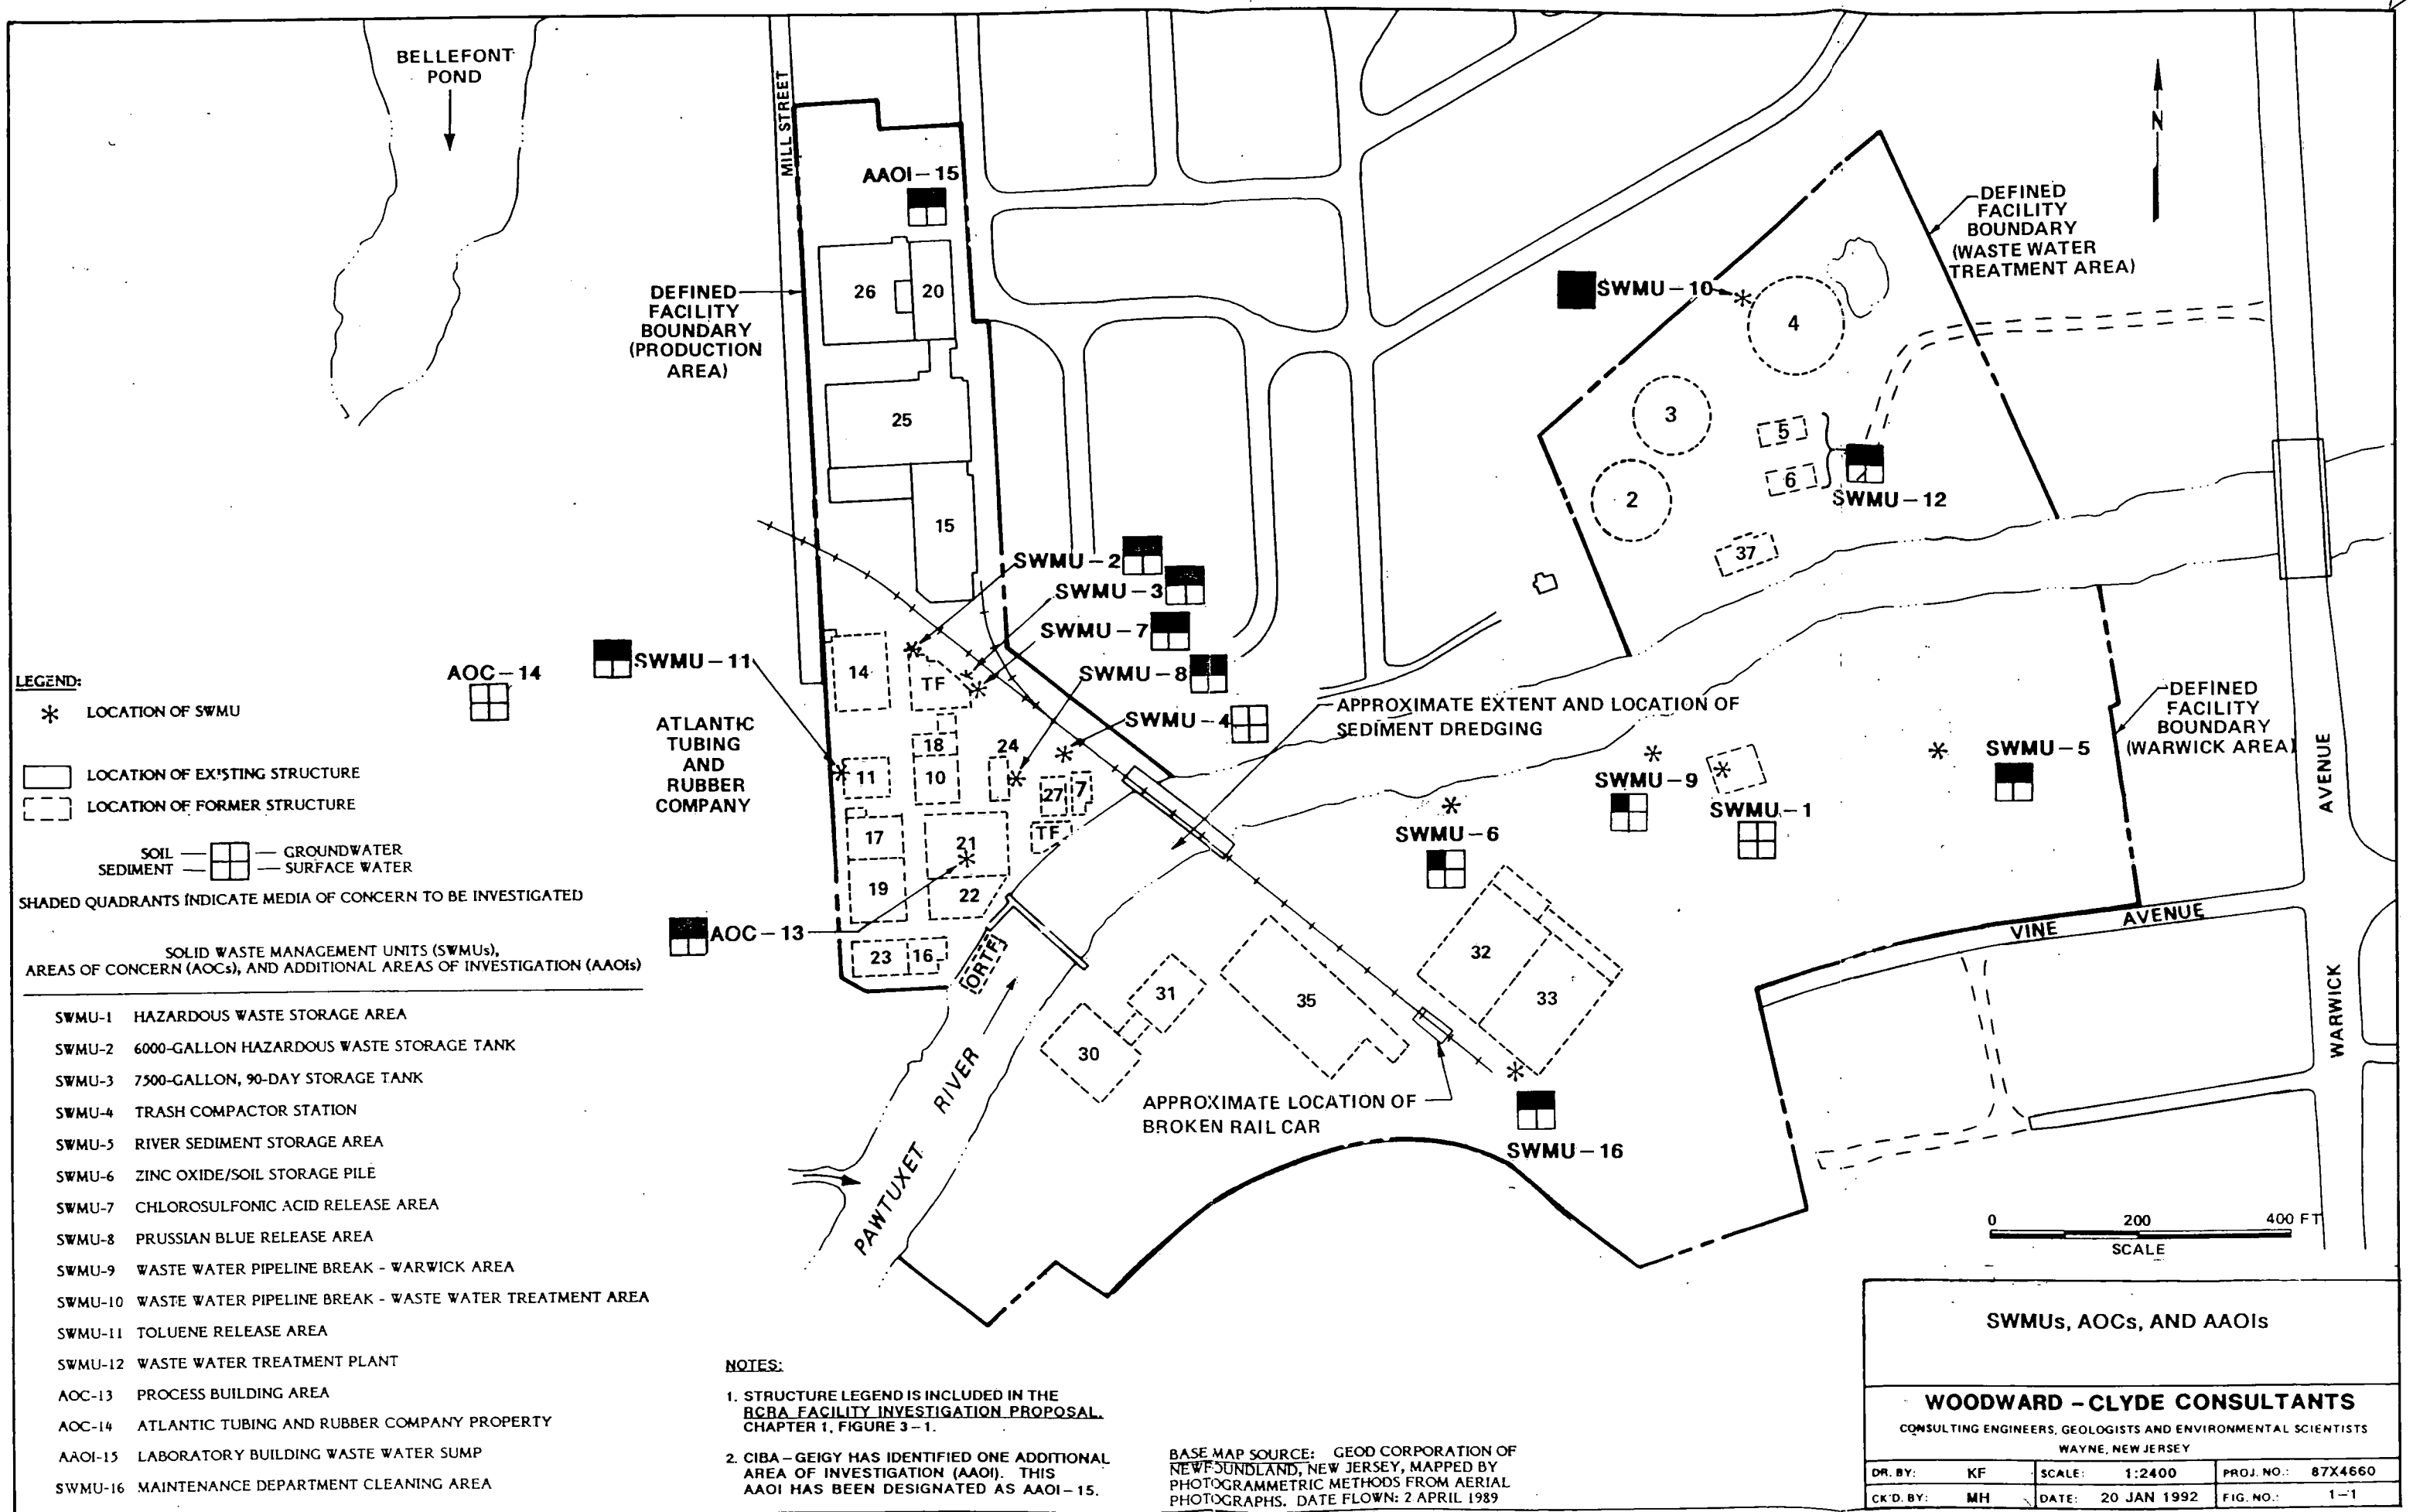 BELLEFONT
POND
MILL STREET
AAOI-15
N
DEFINED
FACILITY
BOUNDARY
(WASTE WATER
TREATMENT AREA)
SWMU-10
DEFINED
FACILITY
BOUNDARY
(PRODUCTION
AREA)
26
20
4
3
25
5
6
2
SWMU-12
15
37
SWMU-2
SWMU-3
SWMU-7
SWMU-8
SWMU-4
SWMU-11
AOC-14
14
TF
ATLANTIC
TUBING
AND
RUBBER
COMPANY
18
24
11
10
27
7
TF
17
21
19
22
AOC-13
23
16
ORTF
APPROXIMATE EXTENT AND LOCATION OF
SEDIMENT DREDGING
DEFINED
FACILITY
BOUNDARY
(WARWICK AREA)
SWMU-5
SWMU-9
SWMU-1
SWMU-6
AVENUE
VINE AVENUE
WARWICK
32
33
31
35
30
PAWTUXET RIVER
APPROXIMATE LOCATION OF
BROKEN RAIL CAR
SWMU-16
0 200 400 FT
SCALE
LEGEND:
LOCATION OF SWMU
LOCATION OF EXISTING STRUCTURE
LOCATION OF FORMER STRUCTURE
SOIL GROUNDWATER
SEDIMENT SURFACE WATER
SHADED QUADRANTS INDICATE MEDIA OF CONCERN TO BE INVESTIGATED
SOLID WASTE MANAGEMENT UNITS (SWMUs),
AREAS OF CONCERN (AOCs), AND ADDITIONAL AREAS OF INVESTIGATION (AAOIs)
SWMU-1 HAZARDOUS WASTE STORAGE AREA
SWMU-2 6000-GALLON HAZARDOUS WASTE STORAGE TANK
SWMU-3 7500-GALLON, 90-DAY STORAGE TANK
SWMU-4 TRASH COMPACTOR STATION
SWMU-5 RIVER SEDIMENT STORAGE AREA
SWMU-6 ZINC OXIDE/SOIL STORAGE PILE
SWMU-7 CHLOROSULFONIC ACID RELEASE AREA
SWMU-8 PRUSSIAN BLUE RELEASE AREA
SWMU-9 WASTE WATER PIPELINE BREAK - WARWICK AREA
SWMU-10 WASTE WATER PIPELINE BREAK - WASTE WATER TREATMENT AREA
SWMU-11 TOLUENE RELEASE AREA
SWMU-12 WASTE WATER TREATMENT PLANT
AOC-13 PROCESS BUILDING AREA
AOC-14 ATLANTIC TUBING AND RUBBER COMPANY PROPERTY
AAOI-15 LABORATORY BUILDING WASTE WATER SUMP
SWMU-16 MAINTENANCE DEPARTMENT CLEANING AREA
NOTES:
1. STRUCTURE LEGEND IS INCLUDED IN THE
RCRA FACILITY INVESTIGATION PROPOSAL.
CHAPTER 1, FIGURE 3-1.
2. CIBA-GEIGY HAS IDENTIFIED ONE ADDITIONAL
AREA OF INVESTIGATION (AAOI). THIS
AAOI HAS BEEN DESIGNATED AS AAOI-15.
BASE MAP SOURCE: GEOD CORPORATION OF
NEWFOUNDLAND, NEW JERSEY, MAPPED BY
PHOTOGRAMMETRIC METHODS FROM AERIAL
PHOTOGRAPHS. DATE FLOWN: 2 APRIL 1989
SWMUs, AOCs, AND AAOIs
WOODWARD-CLYDE CONSULTANTS
CONSULTING ENGINEERS, GEOLOGISTS AND ENVIRONMENTAL SCIENTISTS
WAYNE, NEW JERSEY
DR. BY: KF SCALE: 1:2400 PROJ. NO.: 87X4660
CK'D. BY: MH DATE: 20 JAN 1992 FIG. NO.: 1-1